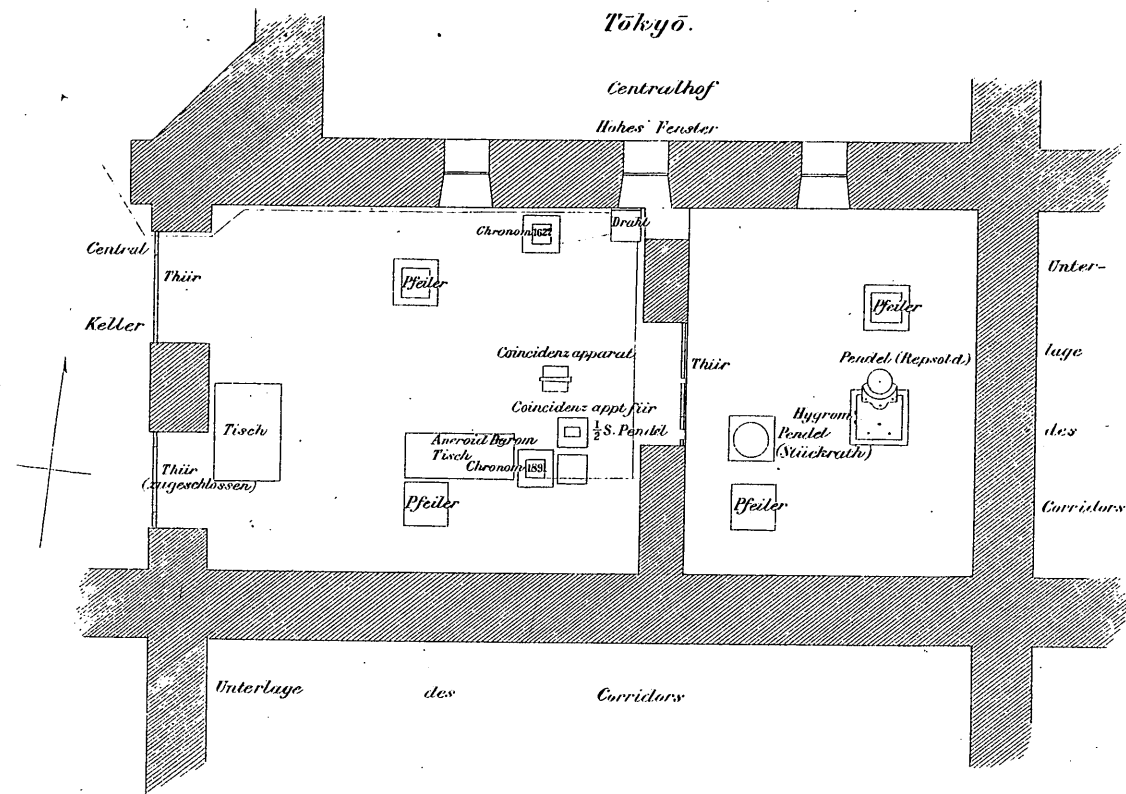 Tōkyō.
Centralhof
Hohes Fenster
Chronom 1627
Draht
Central
Thür
Keller
Pfeiler
Pfeiler
Unter-
lage
des
Corridors
Coincidenz apparat
Thür
Pendel (Repsold.)
Coincidenz appt für
½ S. Pendel
Hygrom
Pendel
(Stückrath)
Tisch
Aneroid Barom
Tisch
Chronom 1891
Thür
(zugeschlossen)
Pfeiler
Pfeiler
Unterlage des Corridors